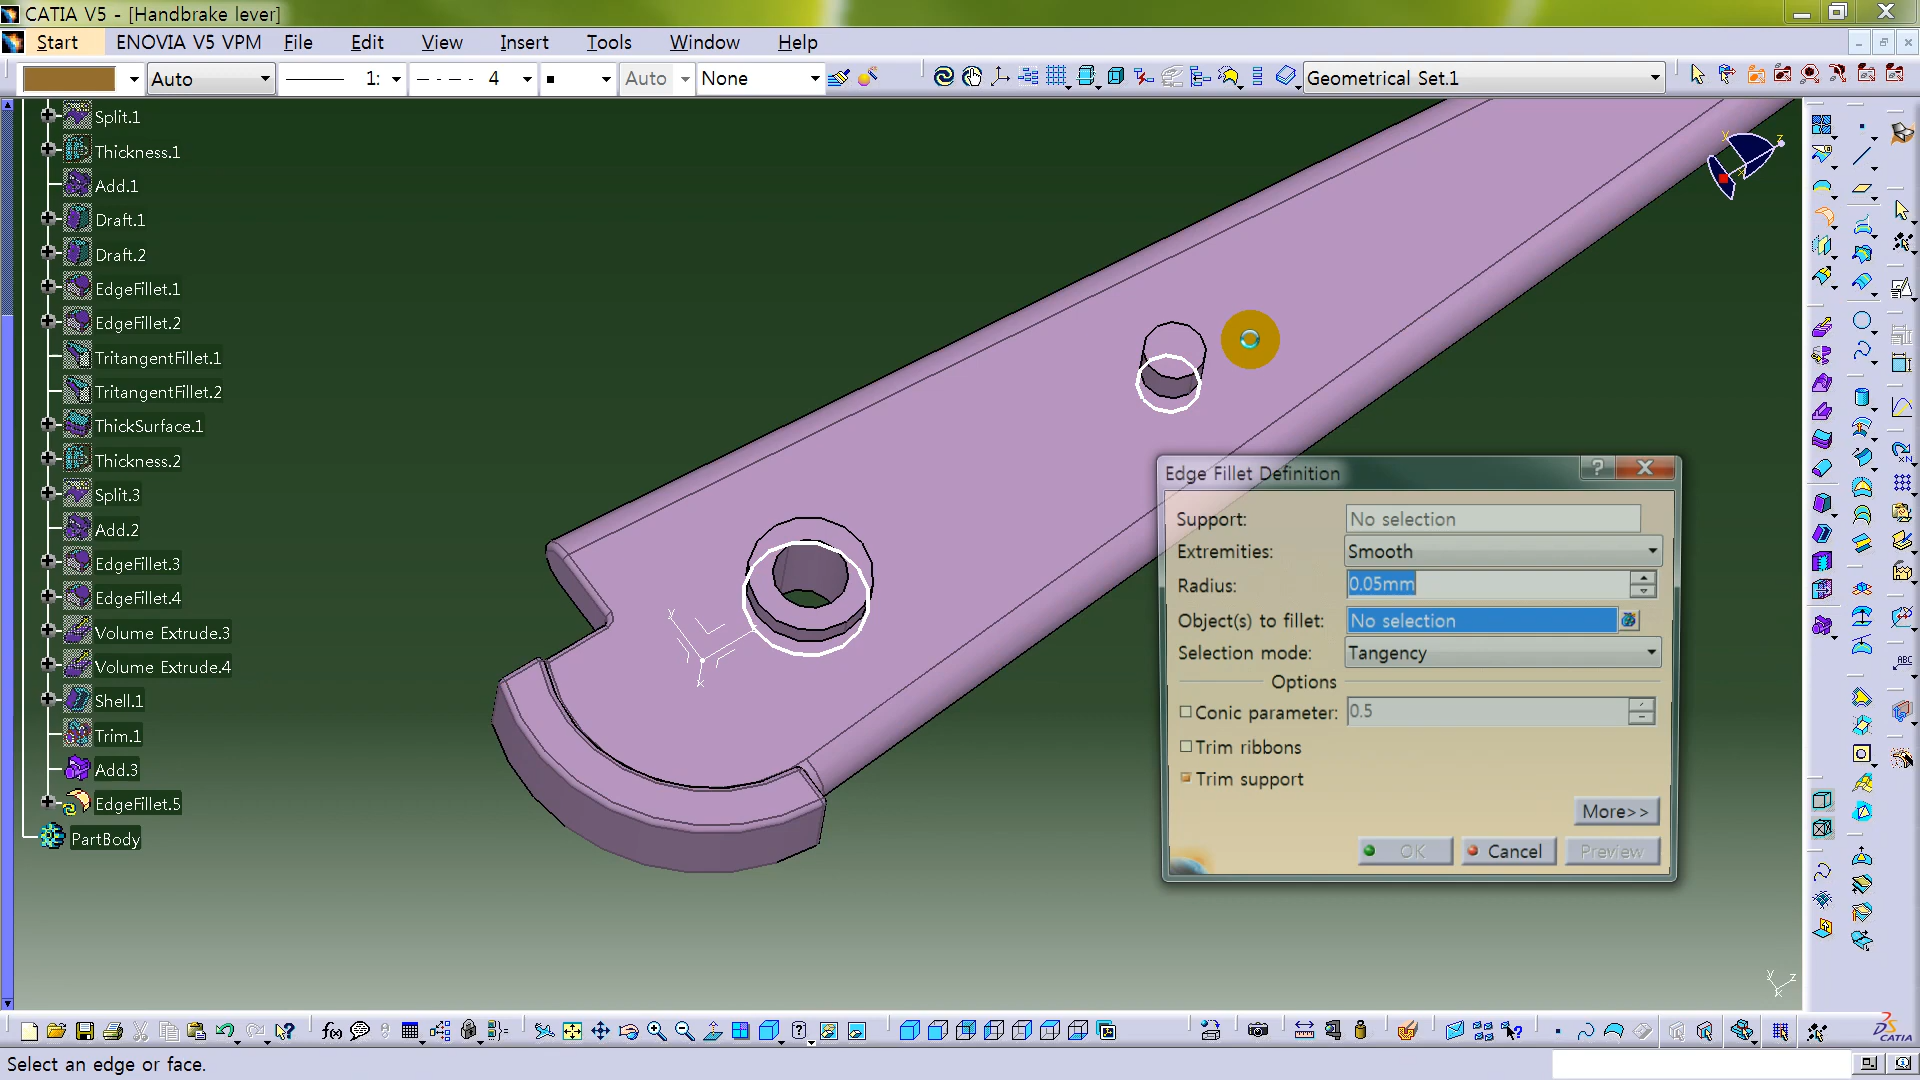 CATIA V5 - [Handbrake lever]
Start ENOVIA V5 VPM File Edit View Insert Tools Window Help
Auto 1: 4 Auto None Geometrical Set.1
Split.1
Thickness.1
Add.1
Draft.1
Draft.2
EdgeFillet.1
EdgeFillet.2
TritangentFillet.1
TritangentFillet.2
ThickSurface.1
Thickness.2
Split.3
Add.2
EdgeFillet.3
EdgeFillet.4
Volume Extrude.3
Volume Extrude.4
Shell.1
Trim.1
Add.3
EdgeFillet.5
PartBody
y
x
Edge Fillet Definition
Support: No selection
Extremities: Smooth
Radius: 0.05mm
Object(s) to fillet: No selection
Selection mode: Tangency
Options
Conic parameter: 0.5
Trim ribbons
Trim support
More>>
OK Cancel Preview
y z
x
f(x)
CATIA
Select an edge or face.